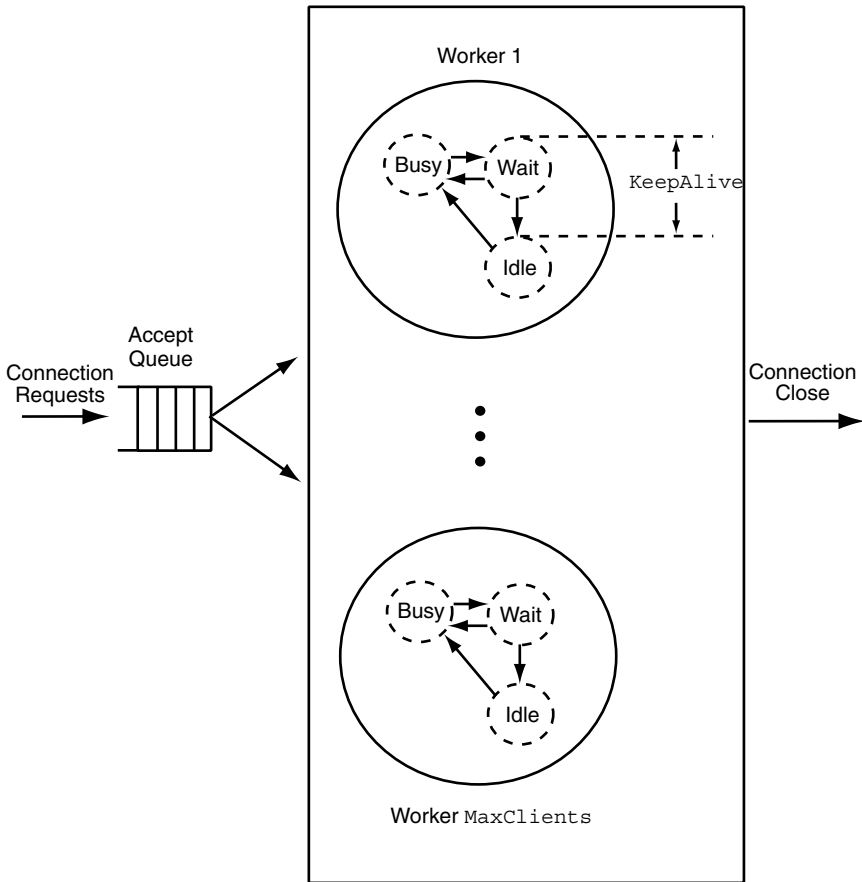 Worker 1
Busy
Wait
KeepAlive
Idle
Accept
Queue
Connection
Requests
Connection
Close
Busy
Wait
Idle
Worker MaxClients